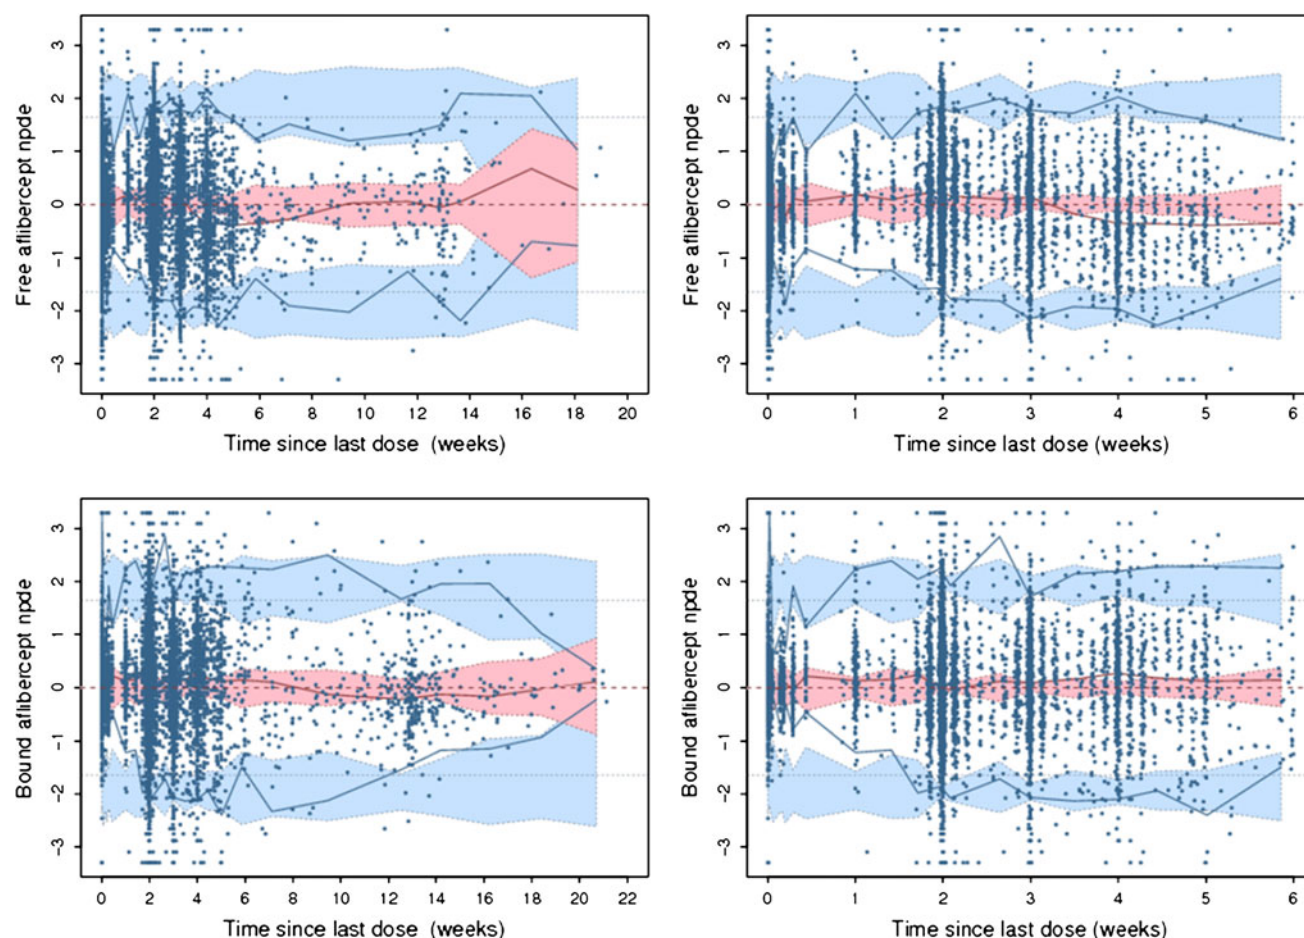 3
2
1
0
-1
-2
-3
Free aflibercept npde
0 2 4 6 8 10 12 14 16 18 20
Time since last dose (weeks)
3
2
1
0
-1
-2
-3
Free aflibercept npde
0 1 2 3 4 5 6
Time since last dose (weeks)
3
2
1
0
-1
-2
-3
Bound aflibercept npde
0 2 4 6 8 10 12 14 16 18 20 22
Time since last dose (weeks)
3
2
1
0
-1
-2
-3
Bound aflibercept npde
0 1 2 3 4 5 6
Time since last dose (weeks)